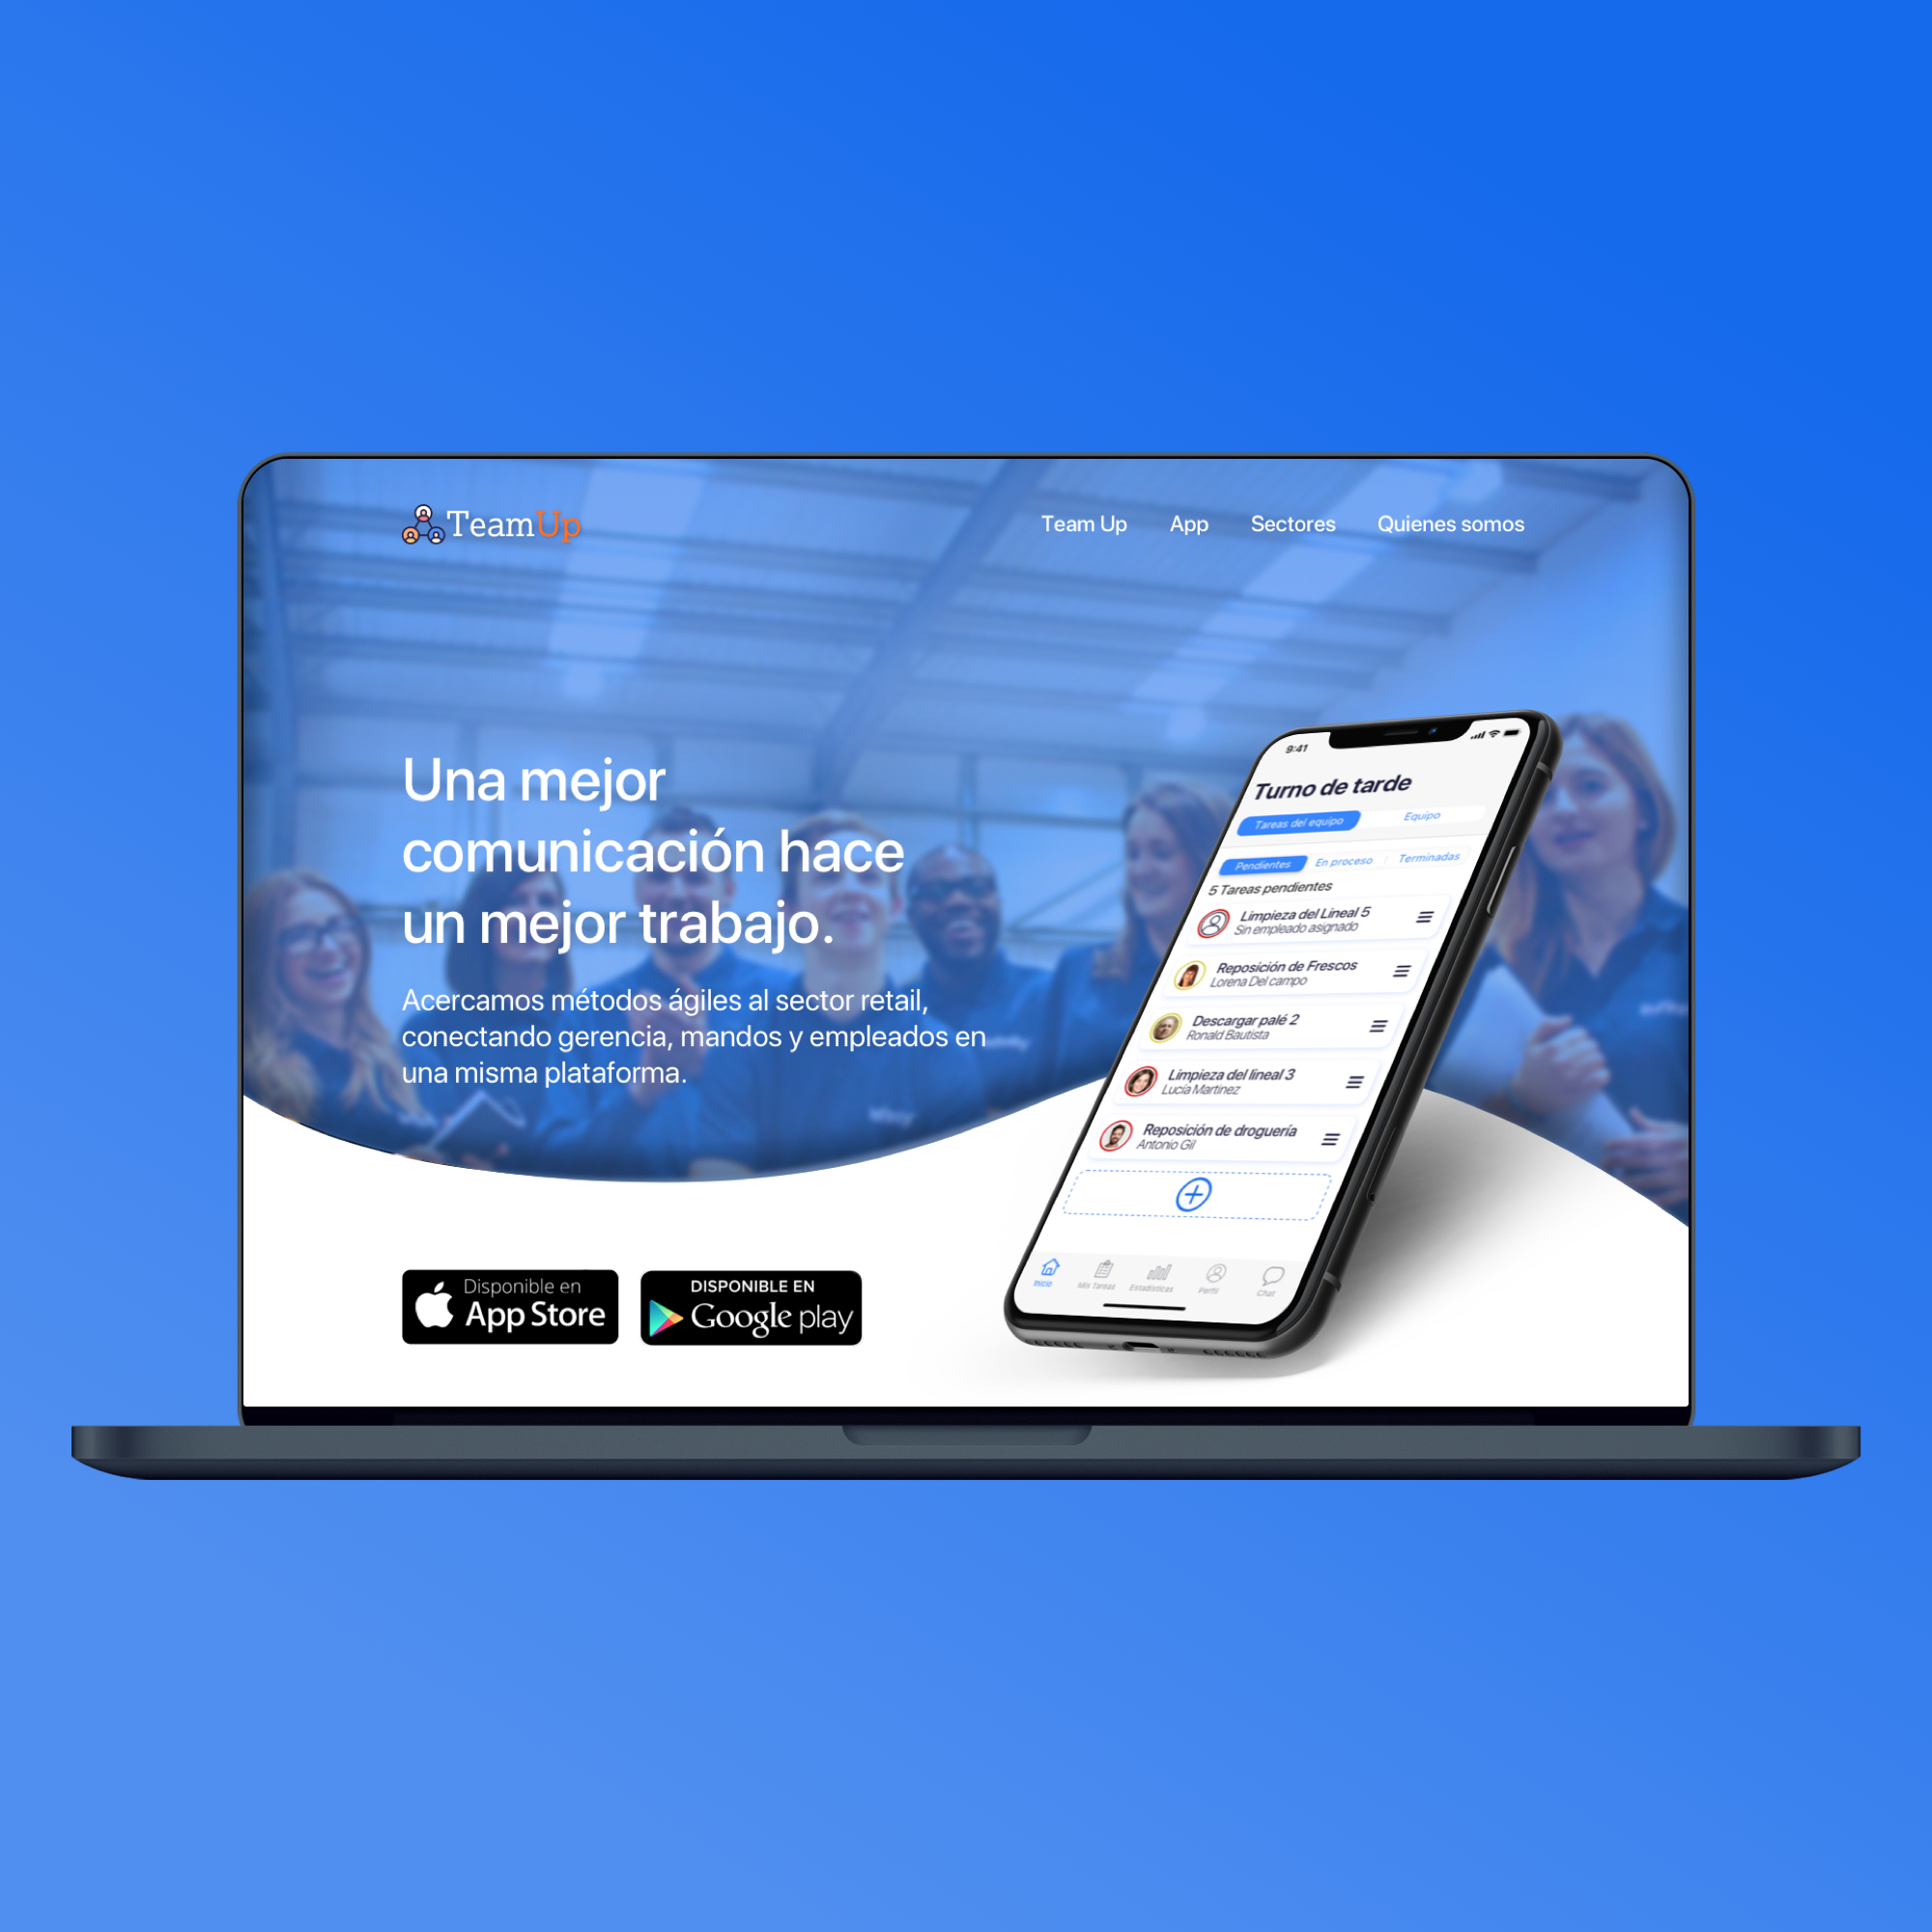 TeamUp
Team Up App Sectores Quienes somos
Una mejor
comunicación hace
un mejor trabajo.
Acercamos métodos ágiles al sector retail,
conectando gerencia, mandos y empleados en
una misma plataforma.
Disponible en
App Store
DISPONIBLE EN
Google play
9:41
Turno de tarde
Tareas del equipo Equipo
Pendientes En proceso Terminadas
5 Tareas pendientes
Limpieza del Lineal 5
Sin empleado asignado
Reposición de Frescos
Lorena Del campo
Descargar palé 2
Ronald Bautista
Limpieza del lineal 3
Lucía Martinez
Reposición de droguería
Antonio Gil
Inicio Mis Tareas Estadísticas Perfil Chat